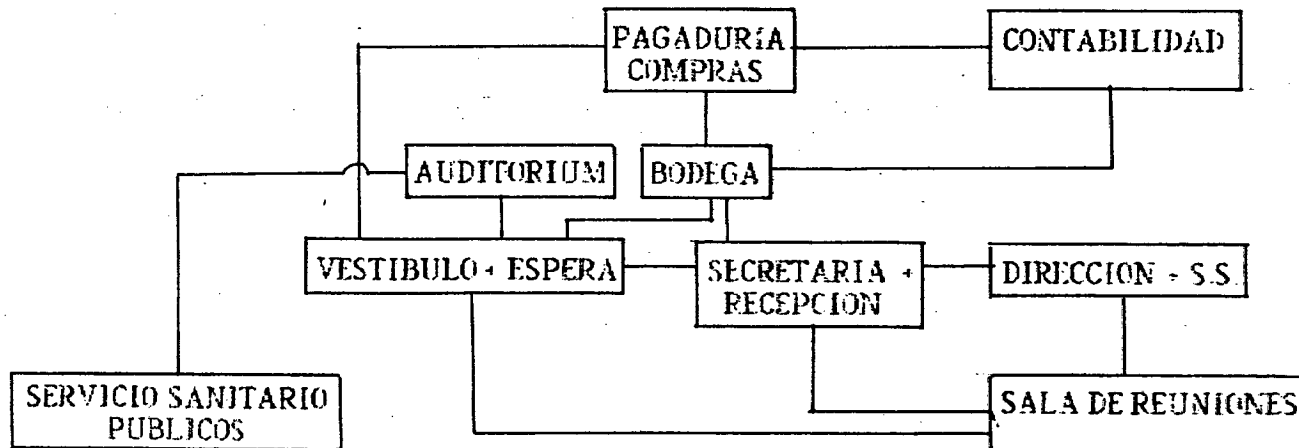 PAGADURÍA
COMPRAS
CONTABILIDAD
AUDITORIUM
BODEGA
VESTIBULO + ESPERA
SECRETARIA +
RECEPCION
DIRECCION + S.S.
SERVICIO SANITARIO
PUBLICOS
SALA DE REUNIONES